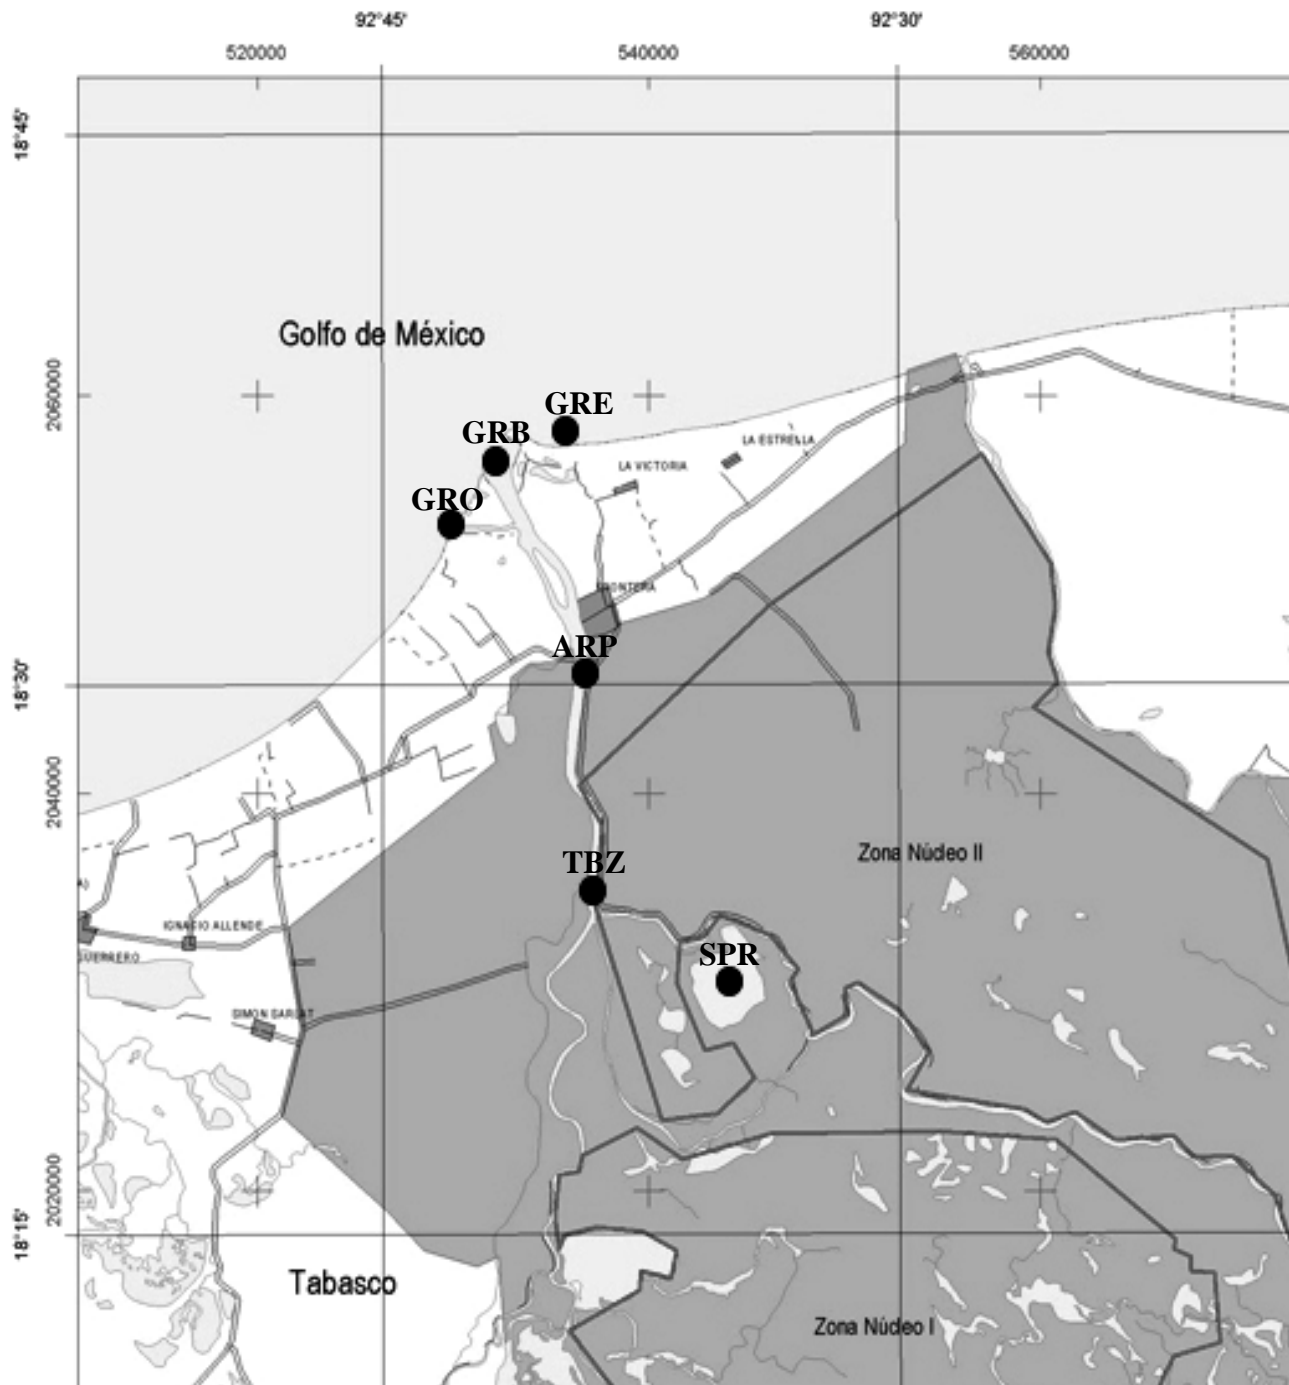 92°45'
92°30'
520000
540000
560000
18°45'
Golfo de México
2060000
GRE
GRB
LA ESTRELLA
LA VICTORIA
GRO
FRONTERA
ARP
18°30'
2040000
TBZ
Zona Núcleo II
A)
IGNACIO ALLENDE
SPR
GUERRERO
SIMON SARLAT
2020000
18°15'
Tabasco
Zona Núcleo I